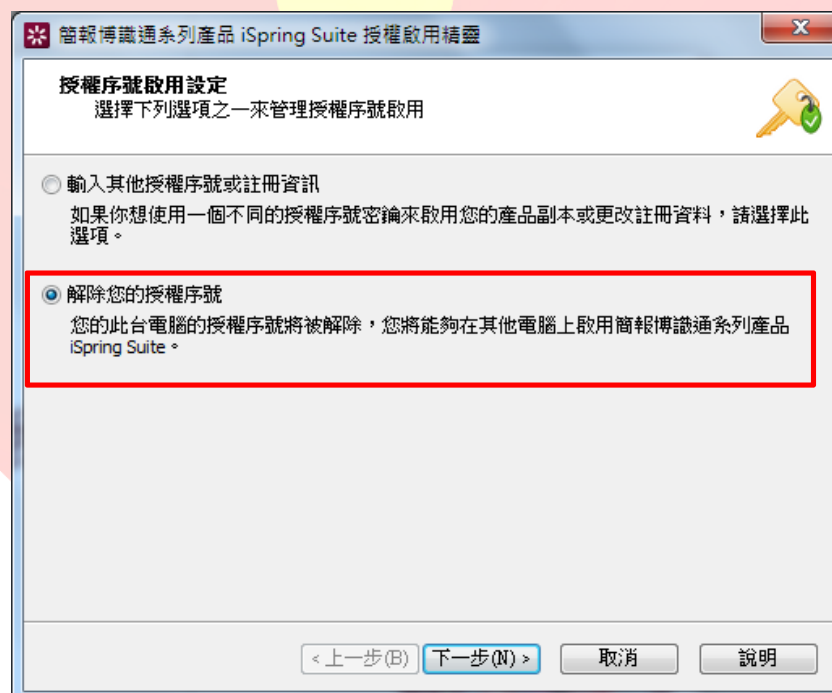 簡報博識通系列產品 iSpring Suite 授權啟用精靈
x
授權序號啟用設定
選擇下列選項之一來管理授權序號啟用
輸入其他授權序號或註冊資訊
如果你想使用一個不同的授權序號密鑰來啟用您的產品副本或更改註冊資料，請選擇此
選項。
解除您的授權序號
您的此台電腦的授權序號將被解除，您將能夠在其他電腦上啟用簡報博識通系列產品
iSpring Suite。
<上一步(B) 下一步(N) > 取消 說明